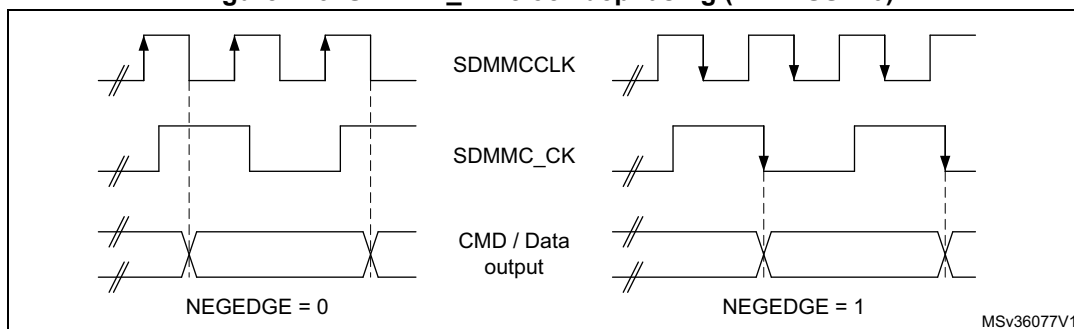 SDMMCCLK
SDMMC_CK
CMD / Data
output
NEGEDGE = 0
NEGEDGE = 1
MSv36077V1